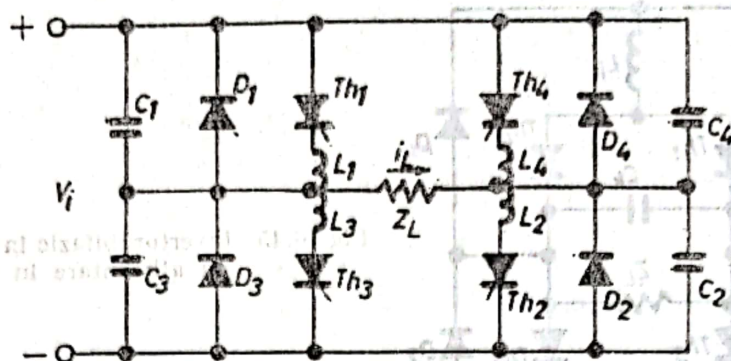 +
C1 D1 Th1 Th4 D4 C4
L1 iL L4
Vi ZL
L3 L2
C3 D3 Th3 Th2 D2 C2
−